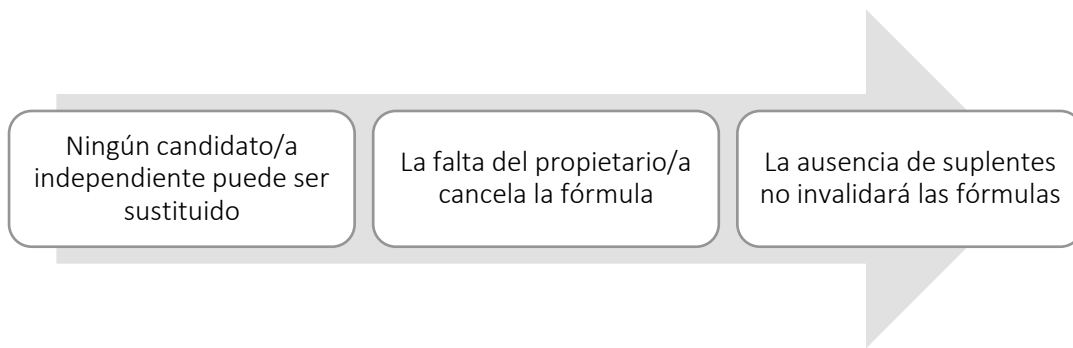 Ningún candidato/a
independiente puede ser
sustituido
La falta del propietario/a
cancela la fórmula
La ausencia de suplentes
no invalidará las fórmulas